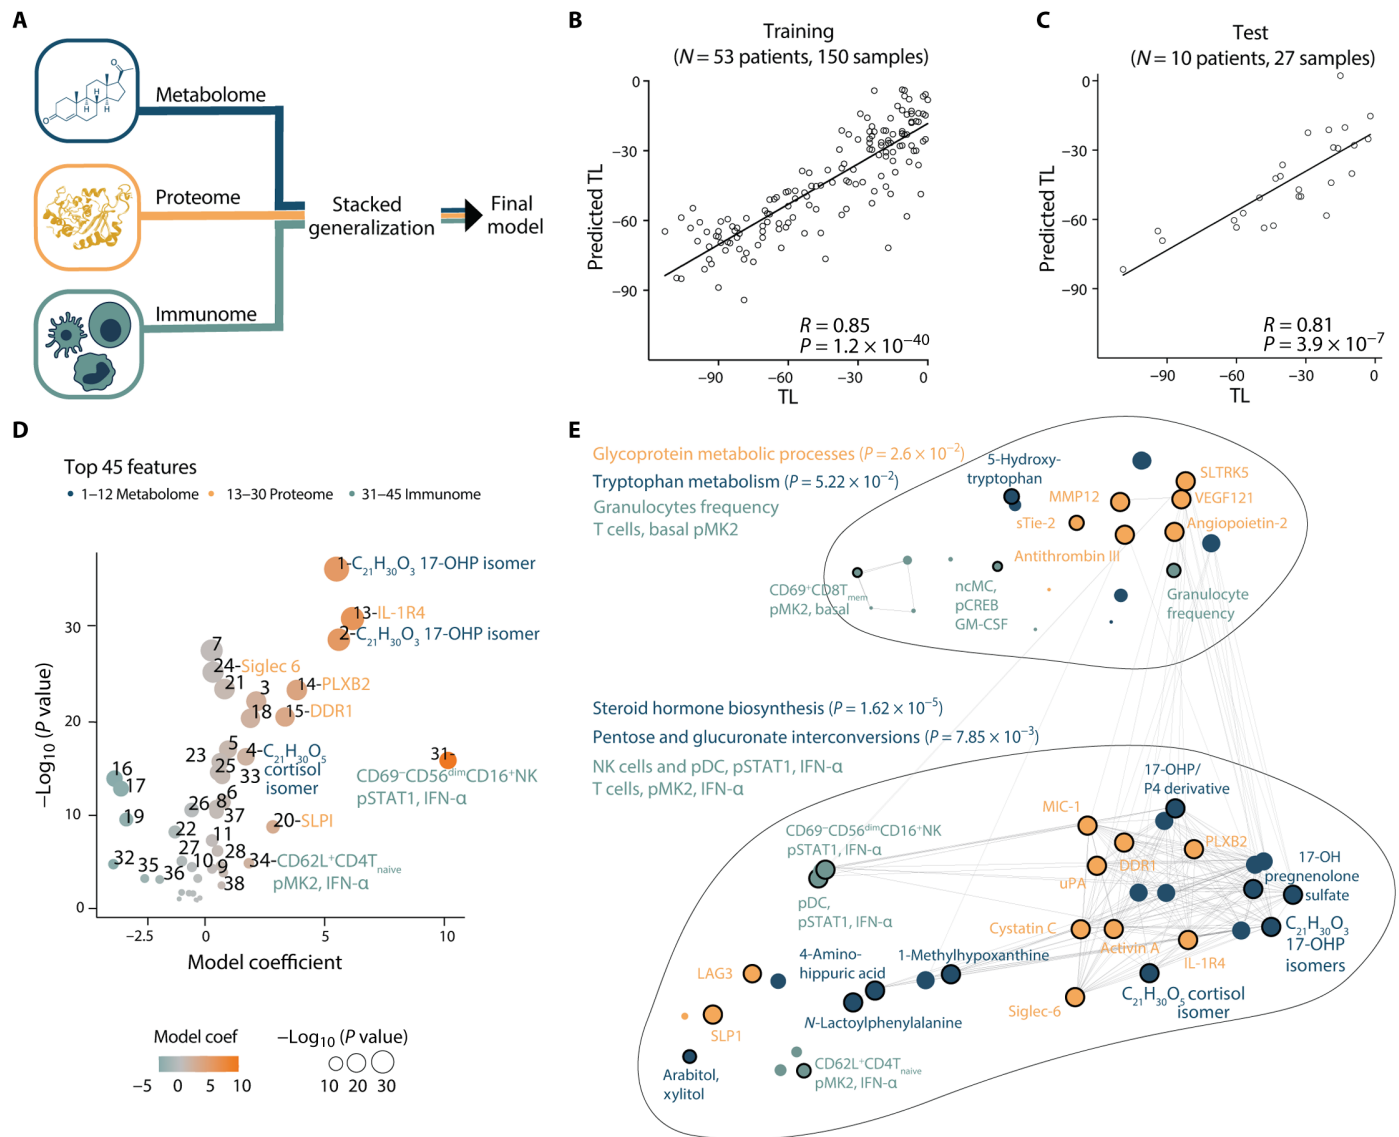 A
Metabolome
O
O
H
H
H
Proteome
Immunome
Stacked
generalization
Final
model
B
Training
(N = 53 patients, 150 samples)
Predicted TL
0
−30
−60
−90
R = 0.85
P = 1.2 × 10⁻⁴⁰
−90
−60
−30
0
TL
C
Test
(N = 10 patients, 27 samples)
Predicted TL
0
−30
−60
−90
R = 0.81
P = 3.9 × 10⁻⁷
−90
−60
−30
0
TL
D
Top 45 features
1–12 Metabolome
13–30 Proteome
31–45 Immunome
−Log₁₀ (P value)
30
20
10
0
1-C₂₁H₃₀O₃ 17-OHP isomer
13-IL-1R4
2-C₂₁H₃₀O₃ 17-OHP isomer
7
24-Siglec 6
21
3
14-PLXB2
18
15-DDR1
5
23
4-C₂₁H₃₀O₅
cortisol
isomer
25
33
31-
CD69⁻CD56ᵈⁱᵐCD16⁺NK
pSTAT1, IFN-α
16
17
19
6
8
26
37
22
11
20-SLPI
27
28
32
35
36
10
9
38
34-CD62L⁺CD4Tnaive
pMK2, IFN-α
−2.5
0
5
10
Model coefficient
Model coef
−5
0
5
10
−Log₁₀ (P value)
10
20
30
E
Glycoprotein metabolic processes (P = 2.6 × 10⁻²)
Tryptophan metabolism (P = 5.22 × 10⁻²)
Granulocytes frequency
T cells, basal pMK2
5-Hydroxy-
tryptophan
SLTRK5
MMP12
VEGF121
sTie-2
Angiopoietin-2
Antithrombin III
CD69⁺CD8Tmem
pMK2, basal
ncMC,
pCREB
GM-CSF
Granulocyte
frequency
Steroid hormone biosynthesis (P = 1.62 × 10⁻⁵)
Pentose and glucuronate interconversions (P = 7.85 × 10⁻³)
NK cells and pDC, pSTAT1, IFN-α
T cells, pMK2, IFN-α
17-OHP/
P4 derivative
MIC-1
CD69⁻CD56ᵈⁱᵐCD16⁺NK
pSTAT1, IFN-α
PLXB2
DDR1
uPA
17-OH
pregnenolone
sulfate
pDC,
pSTAT1, IFN-α
Cystatin C
Activin A
C₂₁H₃₀O₃
17-OHP
isomers
IL-1R4
4-Amino-
hippuric acid
1-Methylhypoxanthine
LAG3
C₂₁H₃₀O₅ cortisol
isomer
Siglec-6
N-Lactoylphenylalanine
SLP1
CD62L⁺CD4Tnaive
pMK2, IFN-α
Arabitol,
xylitol